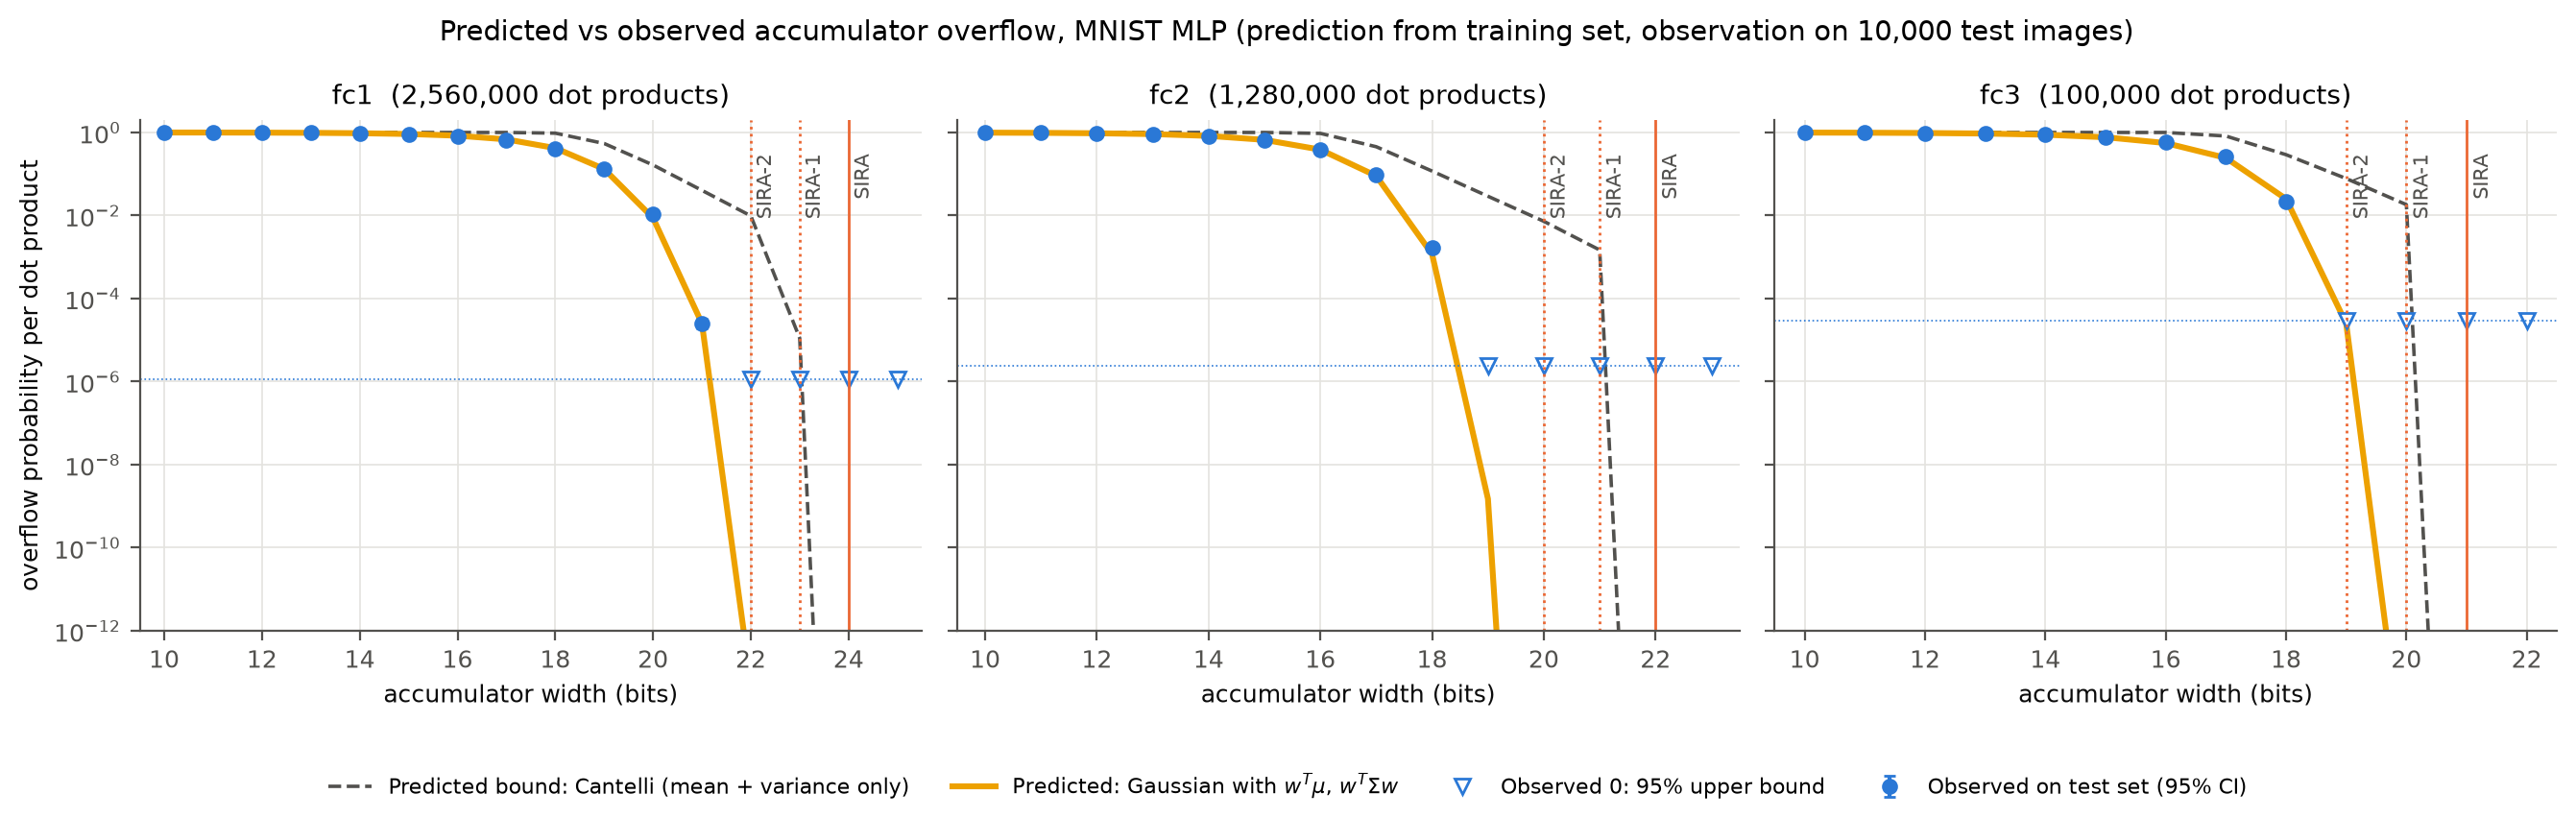 Predicted vs observed accumulator overflow, MNIST MLP (prediction from training set, observation on 10,000 test images)
fc1 (2,560,000 dot products)
fc2 (1,280,000 dot products)
fc3 (100,000 dot products)
overflow probability per dot product
10⁰
10⁻²
10⁻⁴
10⁻⁶
10⁻⁸
10⁻¹⁰
10⁻¹²
SIRA-2
SIRA-1
SIRA
SIRA-2
SIRA-1
SIRA
SIRA-2
SIRA-1
SIRA
10 12 14 16 18 20 22 24
10 12 14 16 18 20 22
10 12 14 16 18 20 22
accumulator width (bits)
accumulator width (bits)
accumulator width (bits)
Predicted bound: Cantelli (mean + variance only)
Predicted: Gaussian with wᵀμ, wᵀΣw
Observed 0: 95% upper bound
Observed on test set (95% CI)